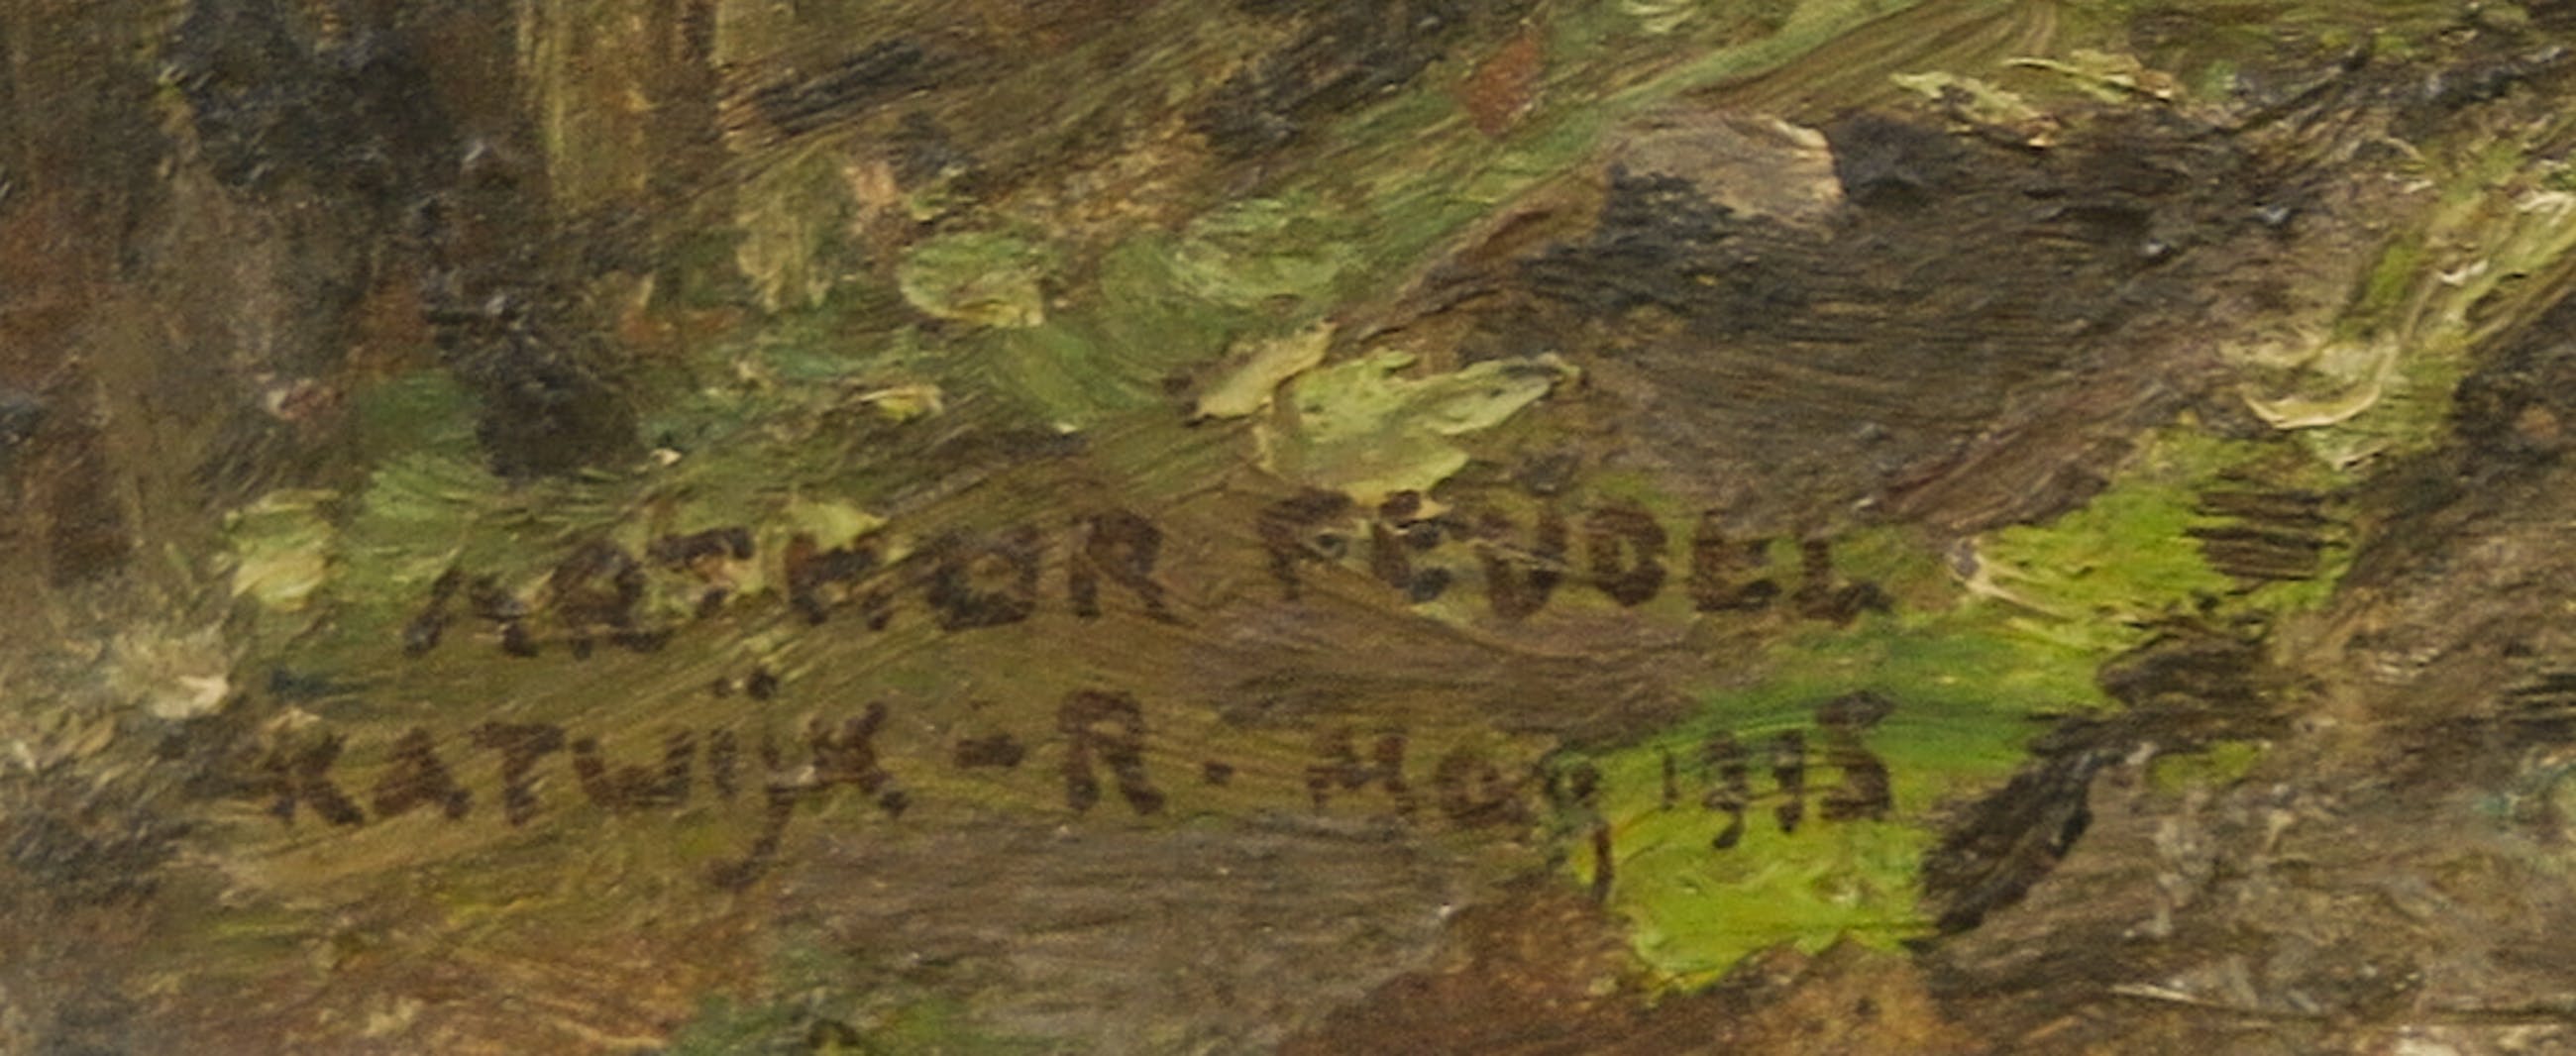 ARTHUR FEUDEL
KATWIJK - R.